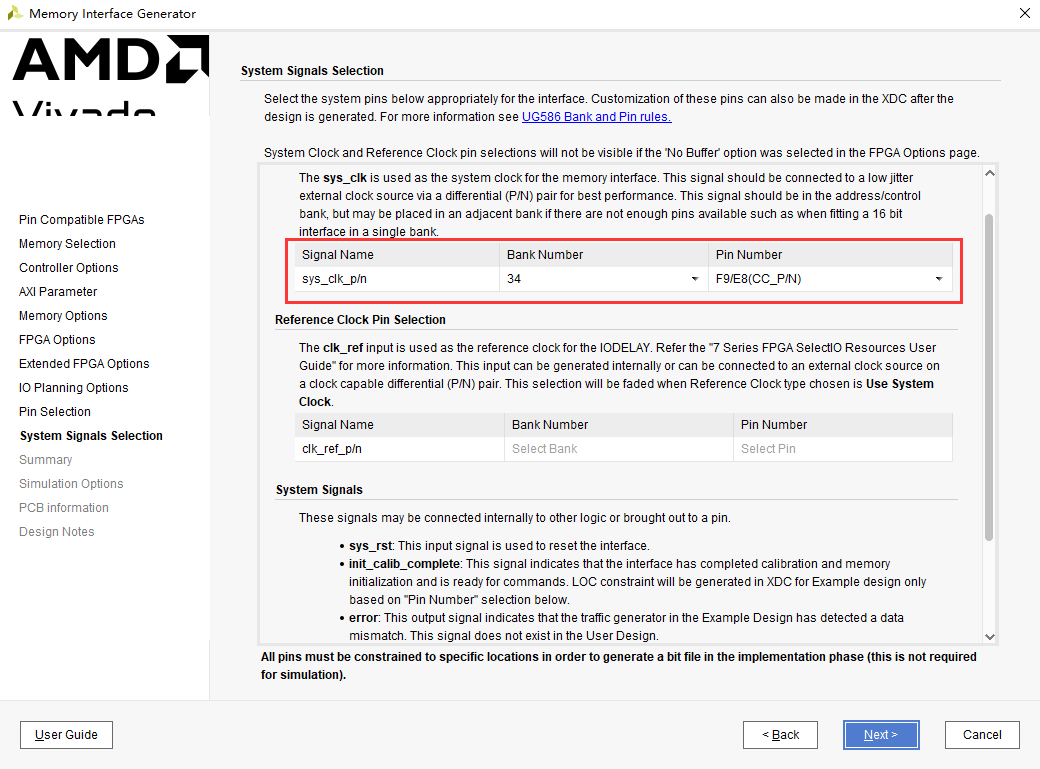 Memory Interface Generator
AMD
Vivado
Pin Compatible FPGAs
Memory Selection
Controller Options
AXI Parameter
Memory Options
FPGA Options
Extended FPGA Options
IO Planning Options
Pin Selection
System Signals Selection
Summary
Simulation Options
PCB information
Design Notes
System Signals Selection
Select the system pins below appropriately for the interface. Customization of these pins can also be made in the XDC after the
design is generated. For more information see UG586 Bank and Pin rules.
System Clock and Reference Clock pin selections will not be visible if the 'No Buffer' option was selected in the FPGA Options page.
The sys_clk is used as the system clock for the memory interface. This signal should be connected to a low jitter
external clock source via a differential (P/N) pair for best performance. This signal should be in the address/control
bank, but may be placed in an adjacent bank if there are not enough pins available such as when fitting a 16 bit
interface in a single bank.
Signal Name Bank Number Pin Number
sys_clk_p/n 34 F9/E8(CC_P/N)
Reference Clock Pin Selection
The clk_ref input is used as the reference clock for the IODELAY. Refer the "7 Series FPGA SelectIO Resources User
Guide" for more information. This input can be generated internally or can be connected to an external clock source on
a clock capable differential (P/N) pair. This selection will be faded when Reference Clock type chosen is Use System
Clock.
Signal Name Bank Number Pin Number
clk_ref_p/n Select Bank Select Pin
System Signals
These signals may be connected internally to other logic or brought out to a pin.
• sys_rst: This input signal is used to reset the interface.
• init_calib_complete: This signal indicates that the interface has completed calibration and memory
initialization and is ready for commands. LOC constraint will be generated in XDC for Example design only
based on "Pin Number" selection below.
• error: This output signal indicates that the traffic generator in the Example Design has detected a data
mismatch. This signal does not exist in the User Design.
All pins must be constrained to specific locations in order to generate a bit file in the implementation phase (this is not required
for simulation).
User Guide
< Back
Next >
Cancel